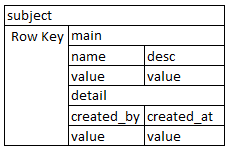 subject
Row Key main
name desc
value value
detail
created_by created_at
value value